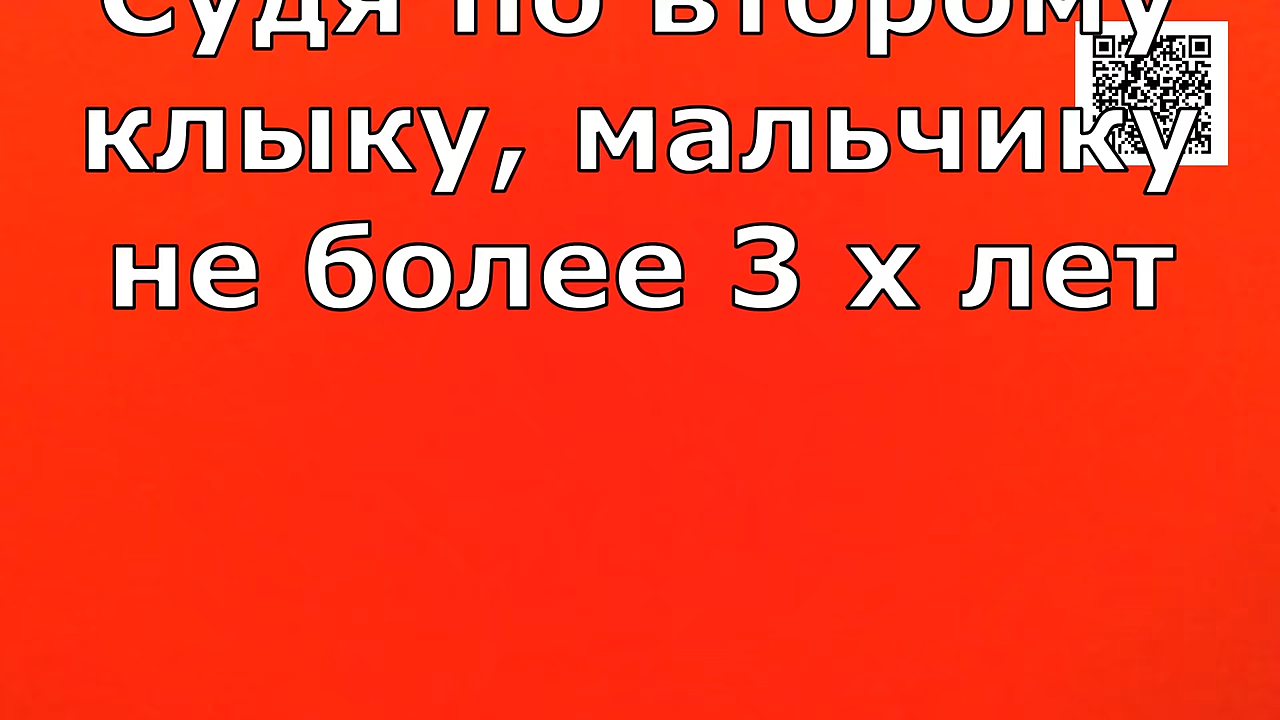 Судя по второму
клыку, мальчику
не более 3 х лет